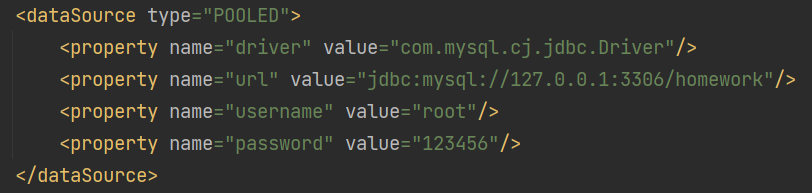 <dataSource type="POOLED">
    <property name="driver" value="com.mysql.cj.jdbc.Driver"/>
    <property name="url" value="jdbc:mysql://127.0.0.1:3306/homework"/>
    <property name="username" value="root"/>
    <property name="password" value="123456"/>
</dataSource>